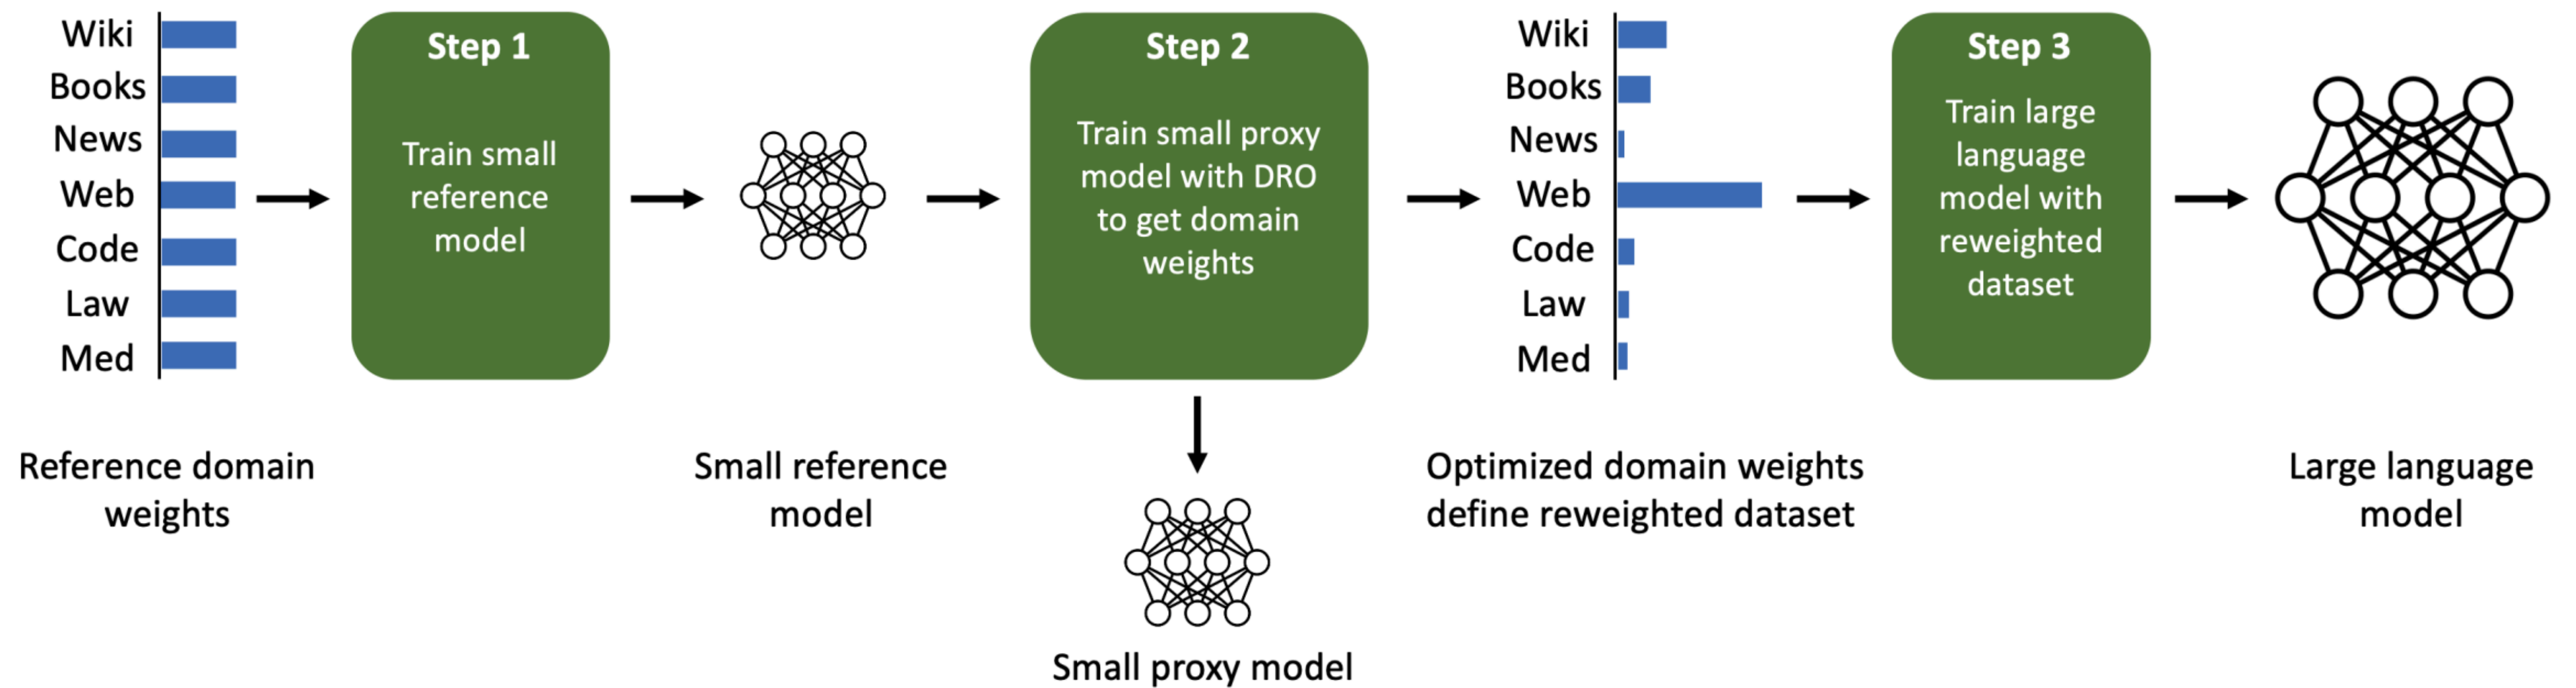 Wiki
Books
News
Web
Code
Law
Med
Reference domain
weights
Step 1
Train small
reference
model
Small reference
model
Step 2
Train small proxy
model with DRO
to get domain
weights
Small proxy model
Wiki
Books
News
Web
Code
Law
Med
Optimized domain weights
define reweighted dataset
Step 3
Train large
language
model with
reweighted
dataset
Large language
model